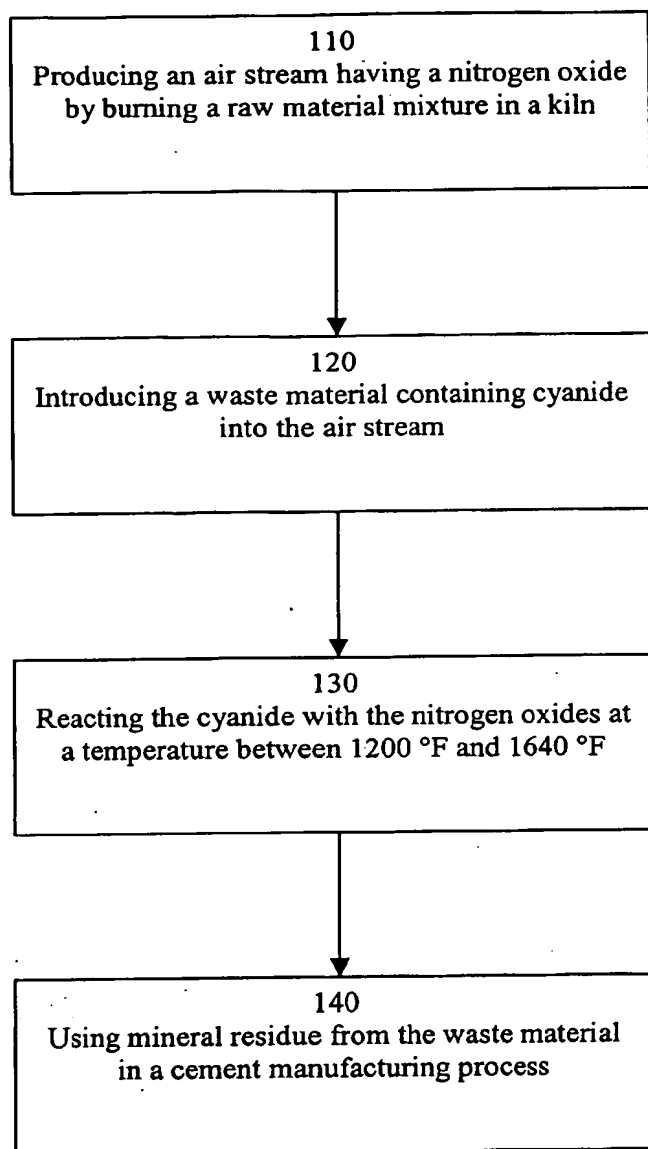 110
Producing an air stream having a nitrogen oxide
by burning a raw material mixture in a kiln
120
Introducing a waste material containing cyanide
into the air stream
130
Reacting the cyanide with the nitrogen oxides at
a temperature between 1200 °F and 1640 °F
140
Using mineral residue from the waste material
in a cement manufacturing process